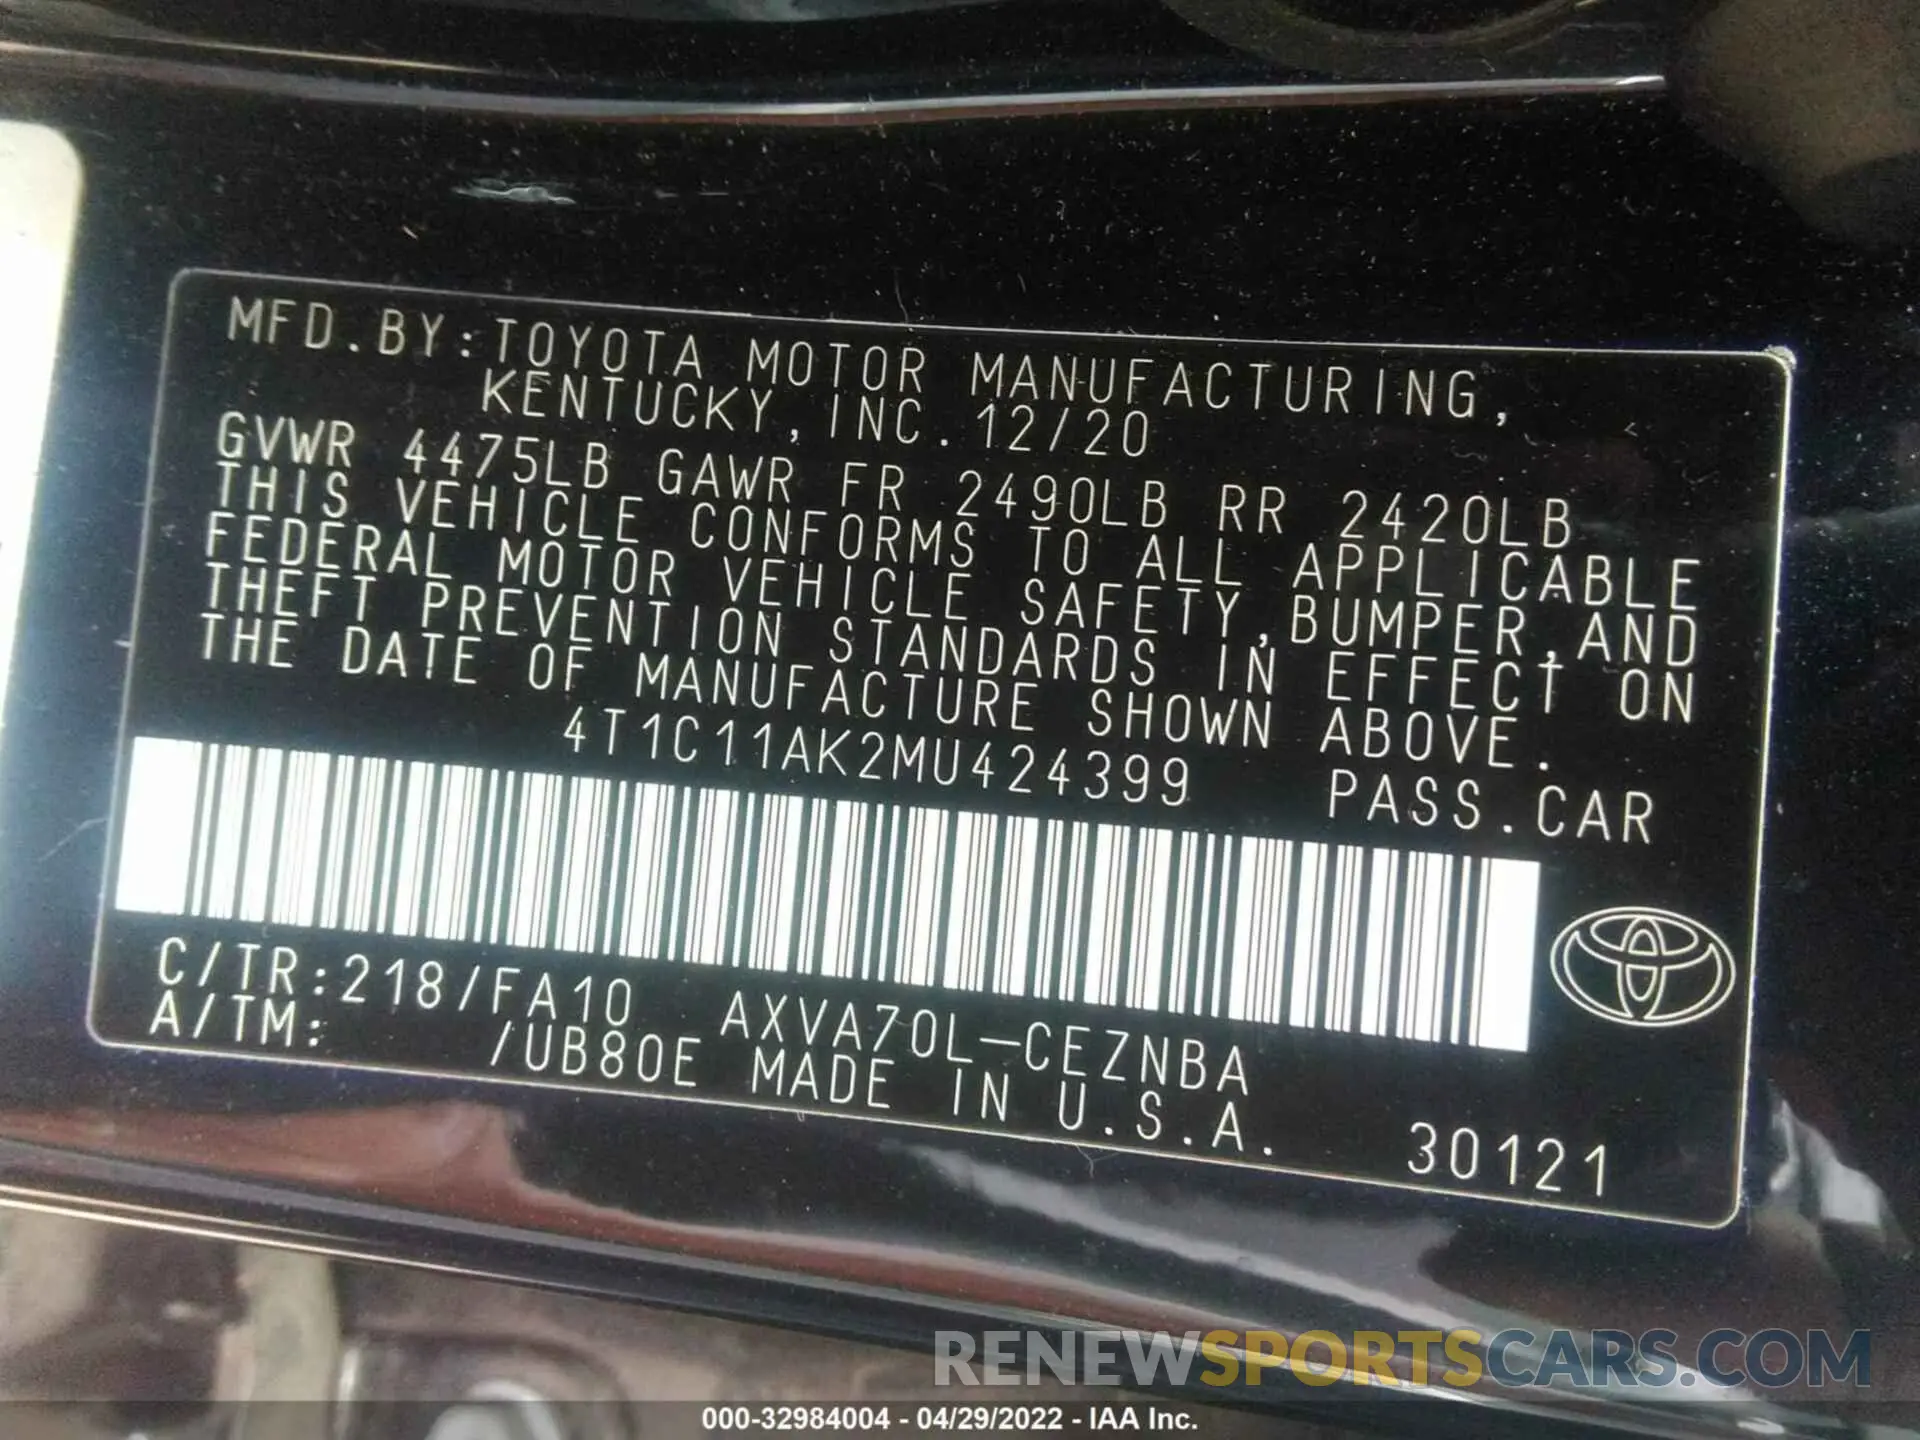 MFD.BY:TOYOTA MOTOR MANUFACTURING,
KENTUCKY, INC. 12/20
GVWR 4475LB GAWR FR 2490LB RR 2420LB
THIS VEHICLE CONFORMS TO ALL APPLICABLE
FEDERAL MOTOR VEHICLE SAFETY,BUMPER,AND
THEFT PREVENTION STANDARDS IN EFFECT ON
THE DATE OF MANUFACTURE SHOWN ABOVE.
4T1C11AK2MU424399 PASS.CAR
C/TR:218/FA10 AXVA70L-CEZNBA
A/TM: /UB80E MADE IN U.S.A.
30121
RENEWSPORTSCARS.COM
000-32984004 - 04/29/2022 - IAA Inc.